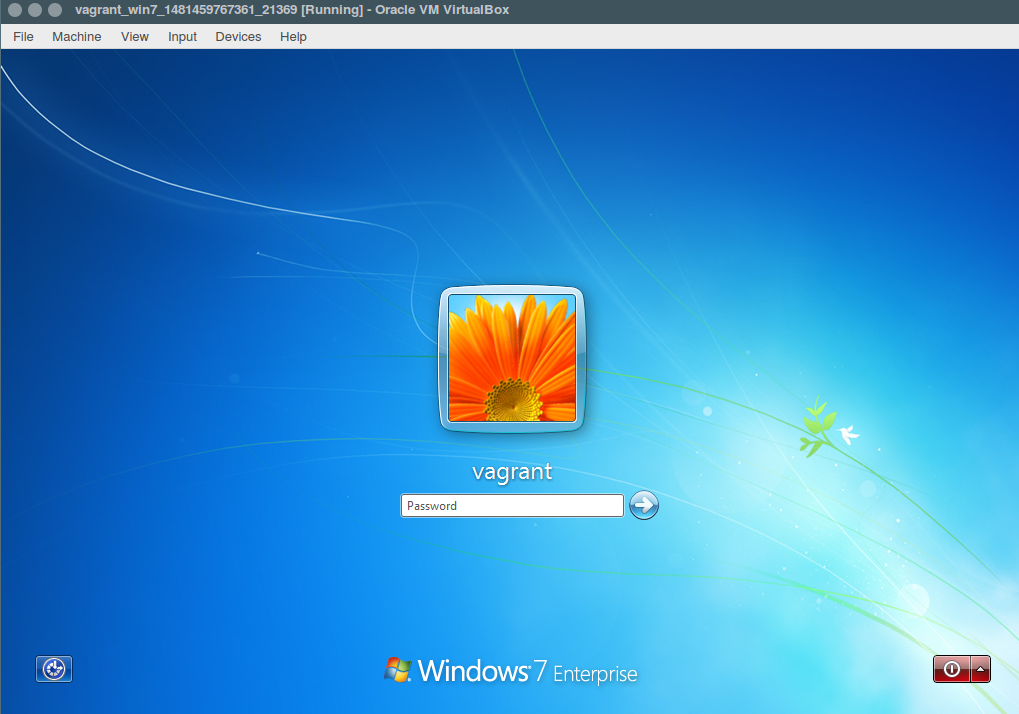 vagrant_win7_1481459767361_21369 [Running] - Oracle VM VirtualBox
File Machine View Input Devices Help
vagrant
Password
Windows 7 Enterprise